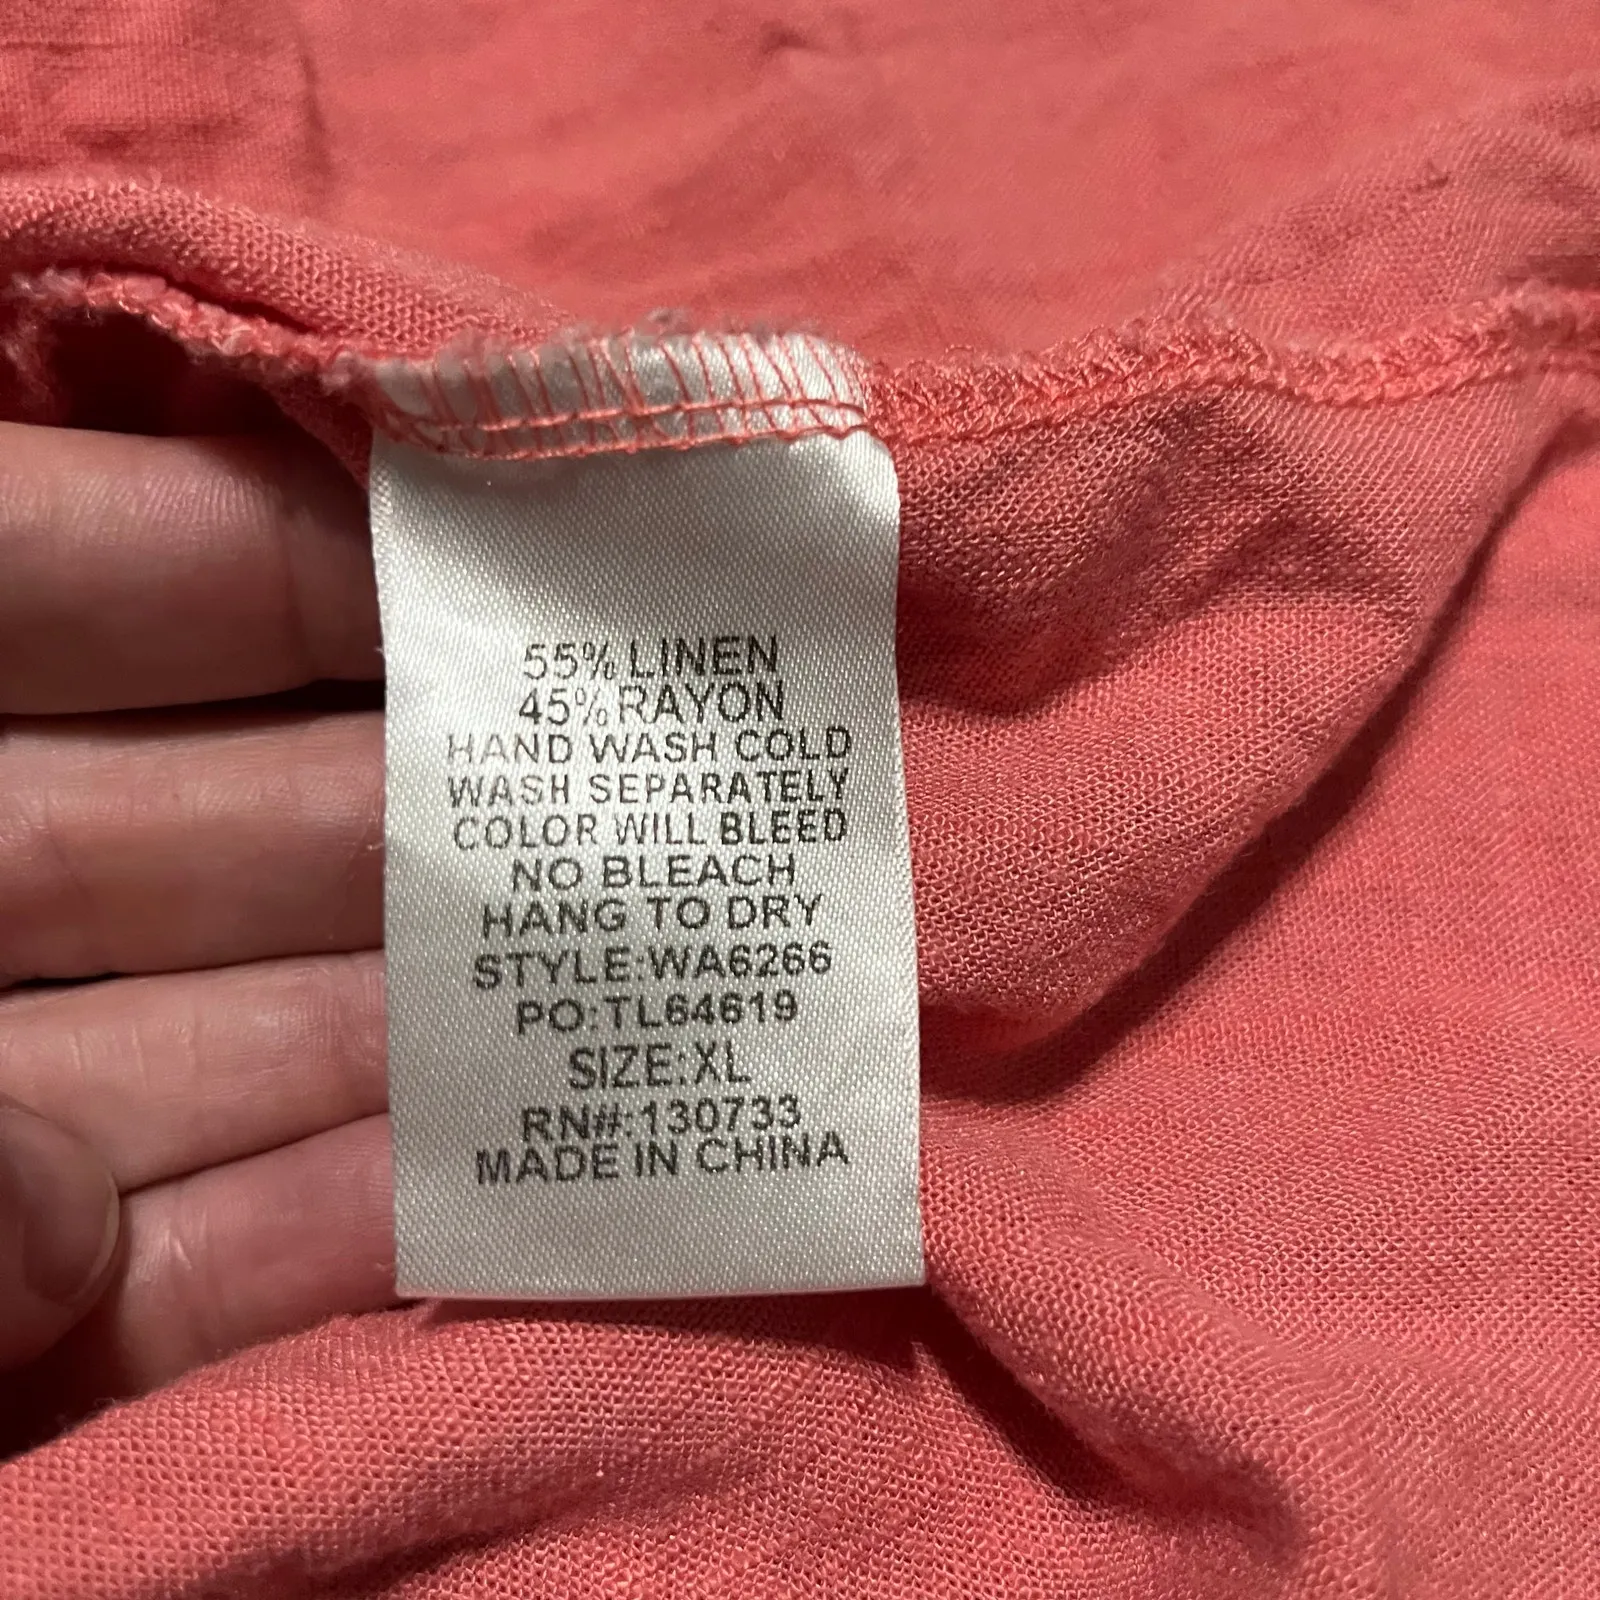 55% LINEN
45% RAYON
HAND WASH COLD
WASH SEPARATELY
COLOR WILL BLEED
NO BLEACH
HANG TO DRY
STYLE:WA6266
PO:TL64619
SIZE:XL
RN#:130733
MADE IN CHINA